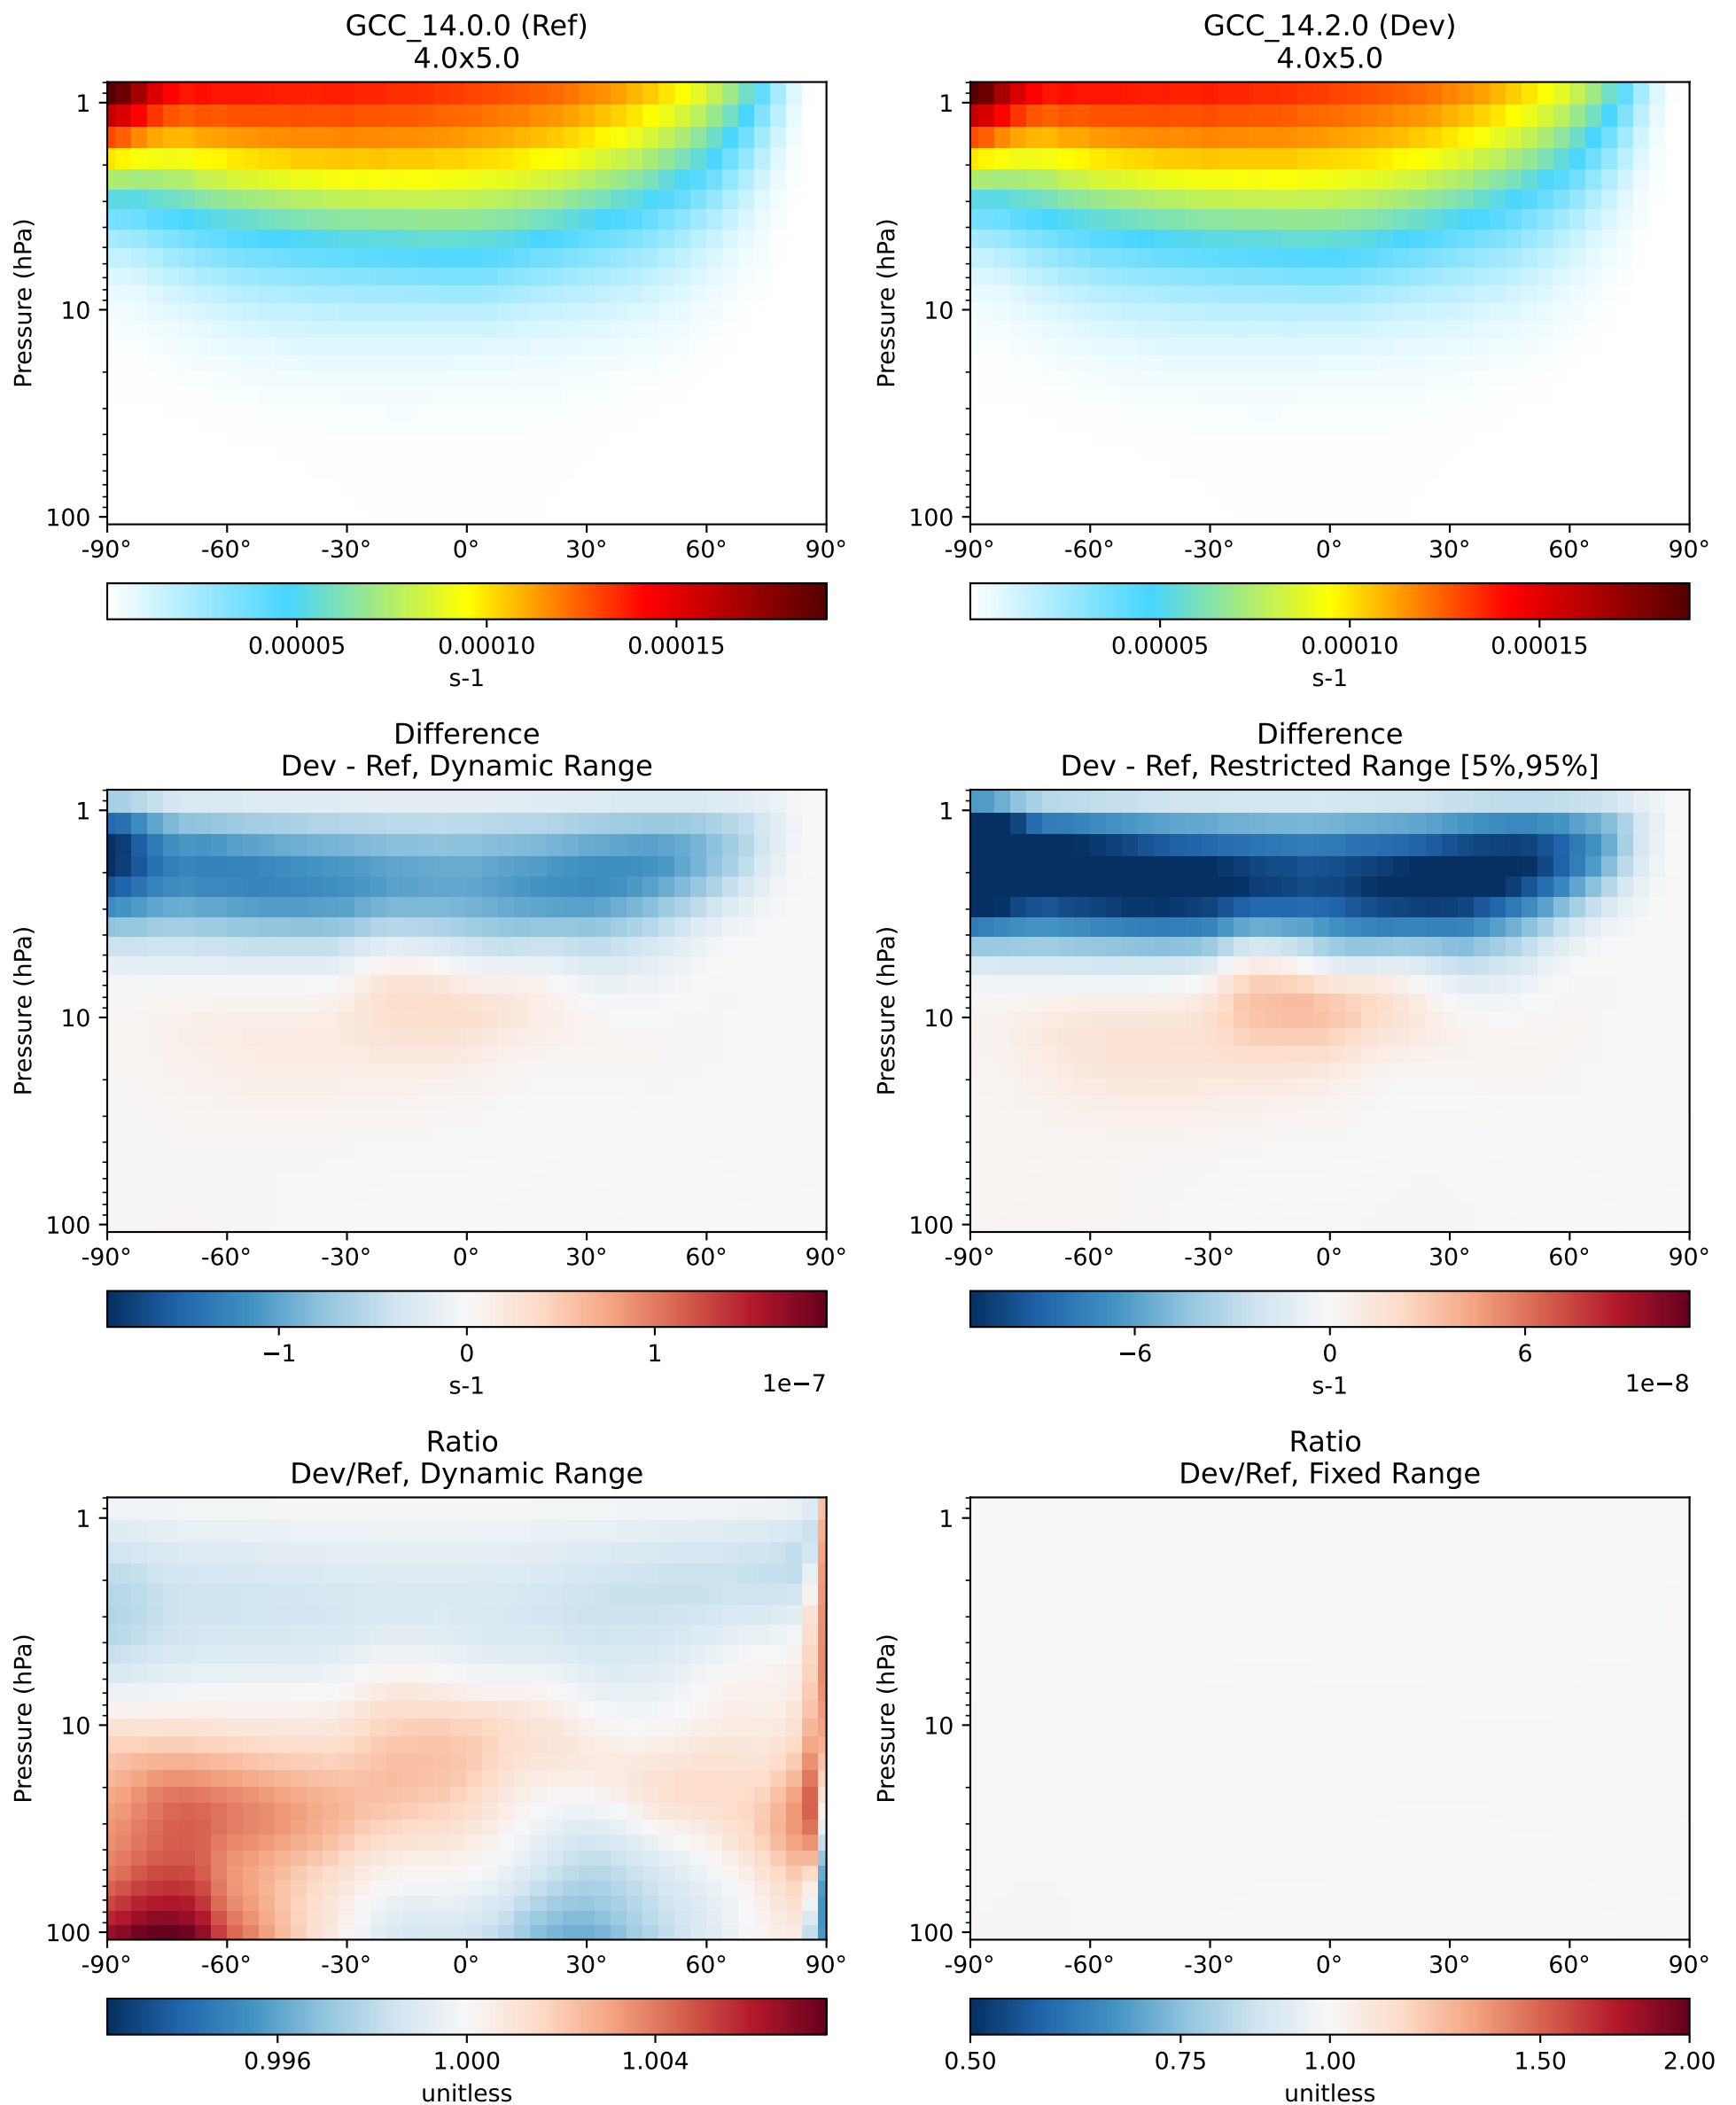 GCC_14.0.0 (Ref)
4.0x5.0
Pressure (hPa)
1
10
100
-90° -60° -30° 0° 30° 60° 90°
0.00005 0.00010 0.00015
s-1
GCC_14.2.0 (Dev)
4.0x5.0
Pressure (hPa)
1
10
100
-90° -60° -30° 0° 30° 60° 90°
0.00005 0.00010 0.00015
s-1
Difference
Dev - Ref, Dynamic Range
Pressure (hPa)
1
10
100
-90° -60° -30° 0° 30° 60° 90°
−1 0 1
s-1
1e−7
Difference
Dev - Ref, Restricted Range [5%,95%]
Pressure (hPa)
1
10
100
-90° -60° -30° 0° 30° 60° 90°
−6 0 6
s-1
1e−8
Ratio
Dev/Ref, Dynamic Range
Pressure (hPa)
1
10
100
-90° -60° -30° 0° 30° 60° 90°
0.996 1.000 1.004
unitless
Ratio
Dev/Ref, Fixed Range
Pressure (hPa)
1
10
100
-90° -60° -30° 0° 30° 60° 90°
0.50 0.75 1.00 1.50 2.00
unitless